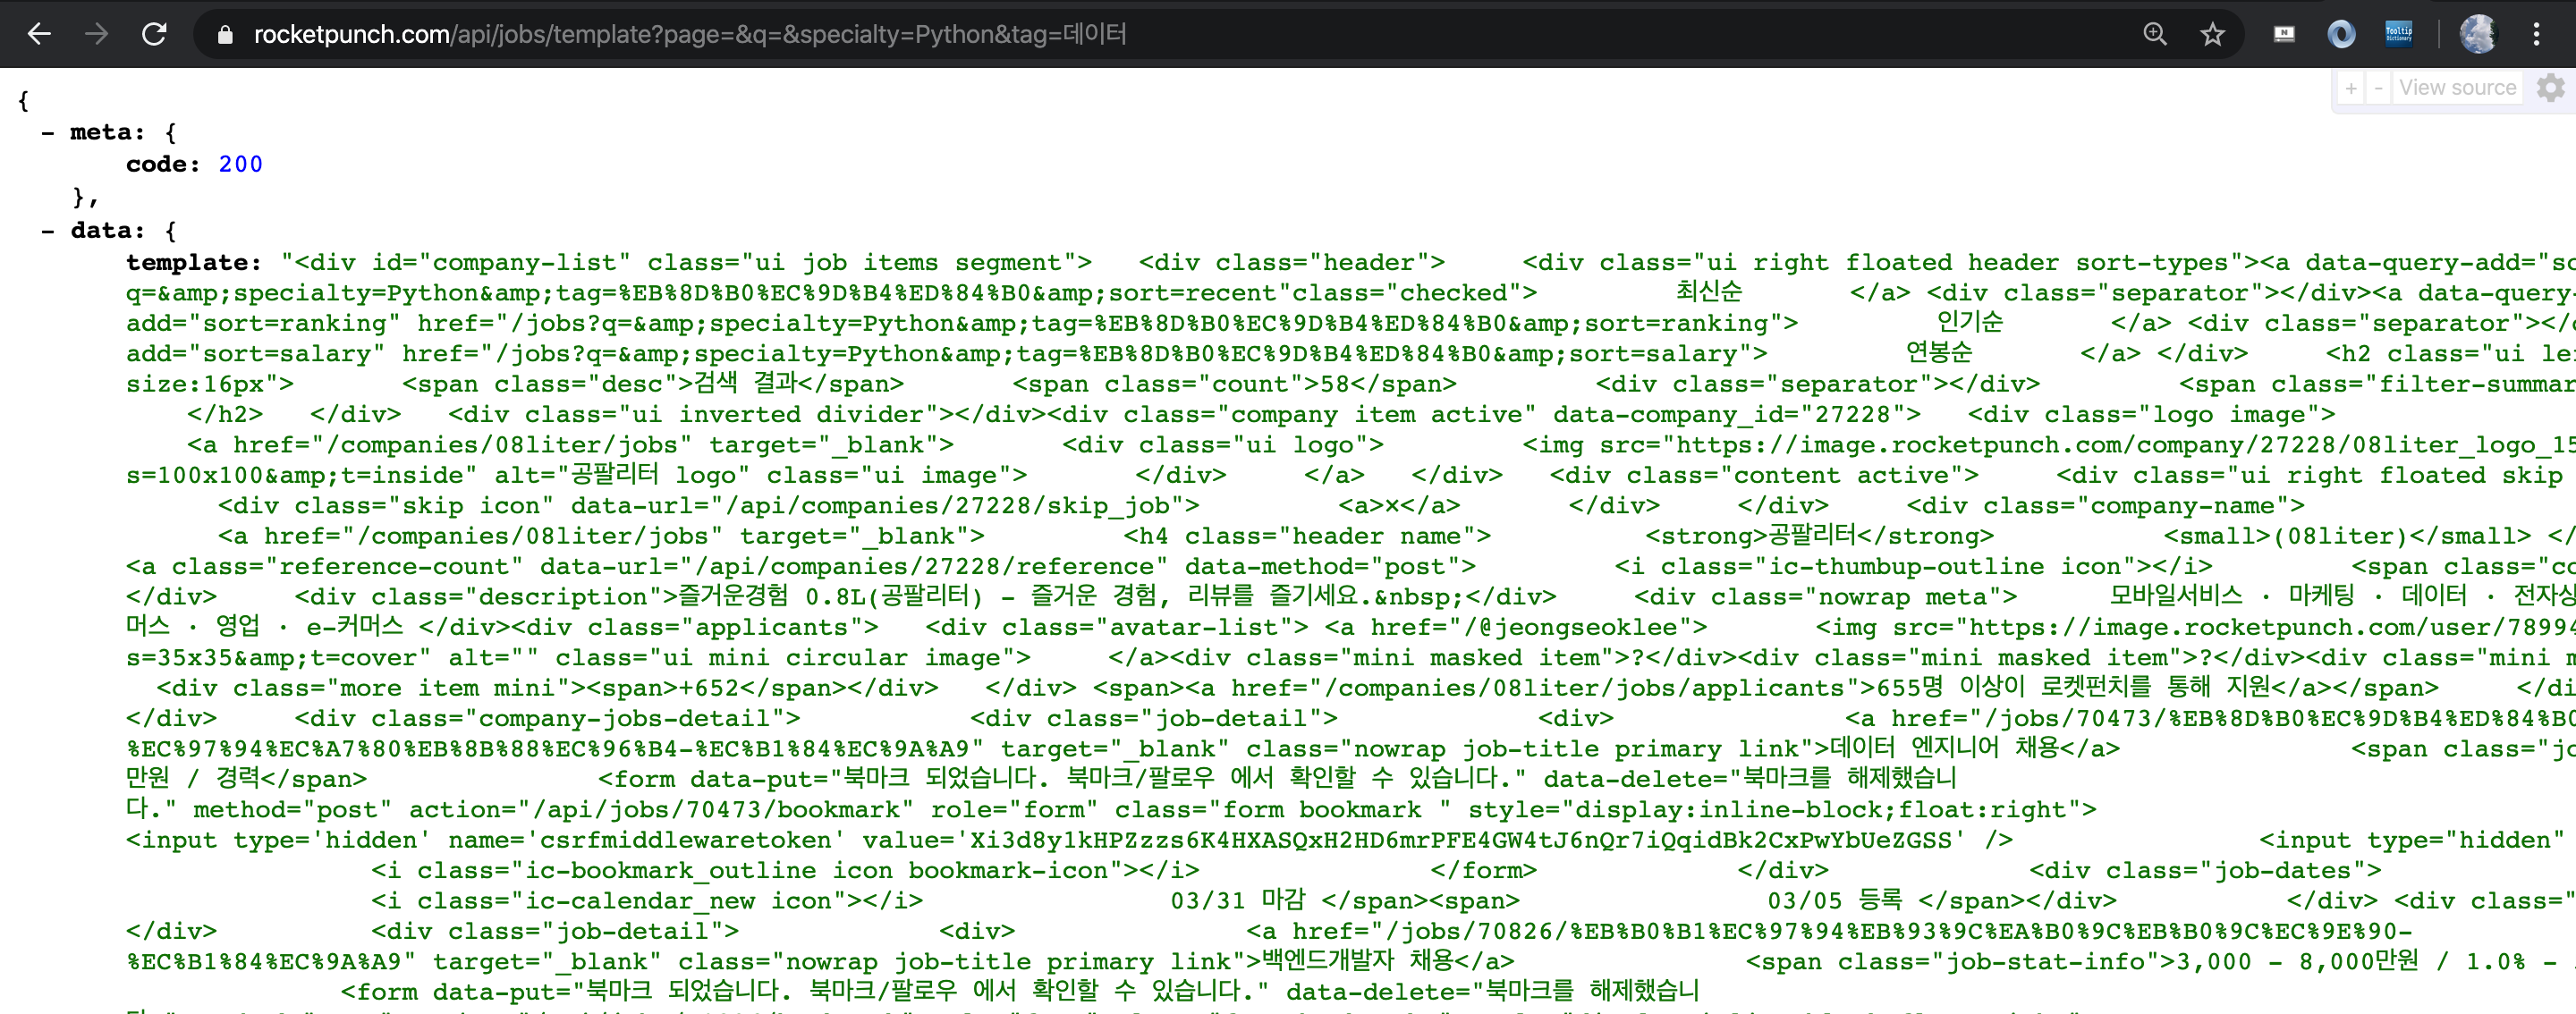 rocketpunch.com/api/jobs/template?page=&q=&specialty=Python&tag=데이터
+ - View source
{
- meta: {
code: 200
},
- data: {
template: "<div id="company-list" class="ui job items segment"> <div class="header"> <div class="ui right floated header sort-types"><a data-query-add="so
q=&amp;specialty=Python&amp;tag=%EB%8D%B0%EC%9D%B4%ED%84%B0&amp;sort=recent"class="checked"> 최신순 </a> <div class="separator"></div><a data-query-
add="sort=ranking" href="/jobs?q=&amp;specialty=Python&amp;tag=%EB%8D%B0%EC%9D%B4%ED%84%B0&amp;sort=ranking"> 인기순 </a> <div class="separator"></
add="sort=salary" href="/jobs?q=&amp;specialty=Python&amp;tag=%EB%8D%B0%EC%9D%B4%ED%84%B0&amp;sort=salary"> 연봉순 </a> </div> <h2 class="ui le
size:16px"> <span class="desc">검색 결과</span> <span class="count">58</span> <div class="separator"></div> <span class="filter-summar
</h2> </div> <div class="ui inverted divider"></div><div class="company item active" data-company_id="27228"> <div class="logo image">
<a href="/companies/08liter/jobs" target="_blank"> <div class="ui logo"> <img src="https://image.rocketpunch.com/company/27228/08liter_logo_15
s=100x100&amp;t=inside" alt="공팔리터 logo" class="ui image"> </div> </a> </div> <div class="content active"> <div class="ui right floated skip
<div class="skip icon" data-url="/api/companies/27228/skip_job"> <a>×</a> </div> </div> <div class="company-name">
<a href="/companies/08liter/jobs" target="_blank"> <h4 class="header name"> <strong>공팔리터</strong> <small>(08liter)</small> </
<a class="reference-count" data-url="/api/companies/27228/reference" data-method="post"> <i class="ic-thumbup-outline icon"></i> <span class="co
</div> <div class="description">즐거운경험 0.8L(공팔리터) - 즐거운 경험, 리뷰를 즐기세요.&nbsp;</div> <div class="nowrap meta"> 모바일서비스 · 마케팅 · 데이터 · 전자상
머스 · 영업 · e-커머스 </div><div class="applicants"> <div class="avatar-list"> <a href="/@jeongseoklee"> <img src="https://image.rocketpunch.com/user/78994
s=35x35&amp;t=cover" alt="" class="ui mini circular image"> </a><div class="mini masked item">?</div><div class="mini masked item">?</div><div class="mini m
<div class="more item mini"><span>+652</span></div> </div> <span><a href="/companies/08liter/jobs/applicants">655명 이상이 로켓펀치를 통해 지원</a></span> </di
</div> <div class="company-jobs-detail"> <div class="job-detail"> <div> <a href="/jobs/70473/%EB%8D%B0%EC%9D%B4%ED%84%B0
%EC%97%94%EC%A7%80%EB%8B%88%EC%96%B4-%EC%B1%84%EC%9A%A9" target="_blank" class="nowrap job-title primary link">데이터 엔지니어 채용</a> <span class="jo
만원 / 경력</span> <form data-put="북마크 되었습니다. 북마크/팔로우 에서 확인할 수 있습니다." data-delete="북마크를 해제했습니
다." method="post" action="/api/jobs/70473/bookmark" role="form" class="form bookmark " style="display:inline-block;float:right">
<input type='hidden' name='csrfmiddlewaretoken' value='Xi3d8y1kHPZzzs6K4HXASQxH2HD6mrPFE4GW4tJ6nQr7iQqidBk2CxPwYbUeZGSS' /> <input type="hidden"
<i class="ic-bookmark_outline icon bookmark-icon"></i> </form> </div> <div class="job-dates">
<i class="ic-calendar_new icon"></i> 03/31 마감 </span><span> 03/05 등록 </span></div> </div> <div class="
</div> <div class="job-detail"> <div> <a href="/jobs/70826/%EB%B0%B1%EC%97%94%EB%93%9C%EA%B0%9C%EB%B0%9C%EC%9E%90-
%EC%B1%84%EC%9A%A9" target="_blank" class="nowrap job-title primary link">백엔드개발자 채용</a> <span class="job-stat-info">3,000 - 8,000만원 / 1.0% -
<form data-put="북마크 되었습니다. 북마크/팔로우 에서 확인할 수 있습니다." data-delete="북마크를 해제했습니